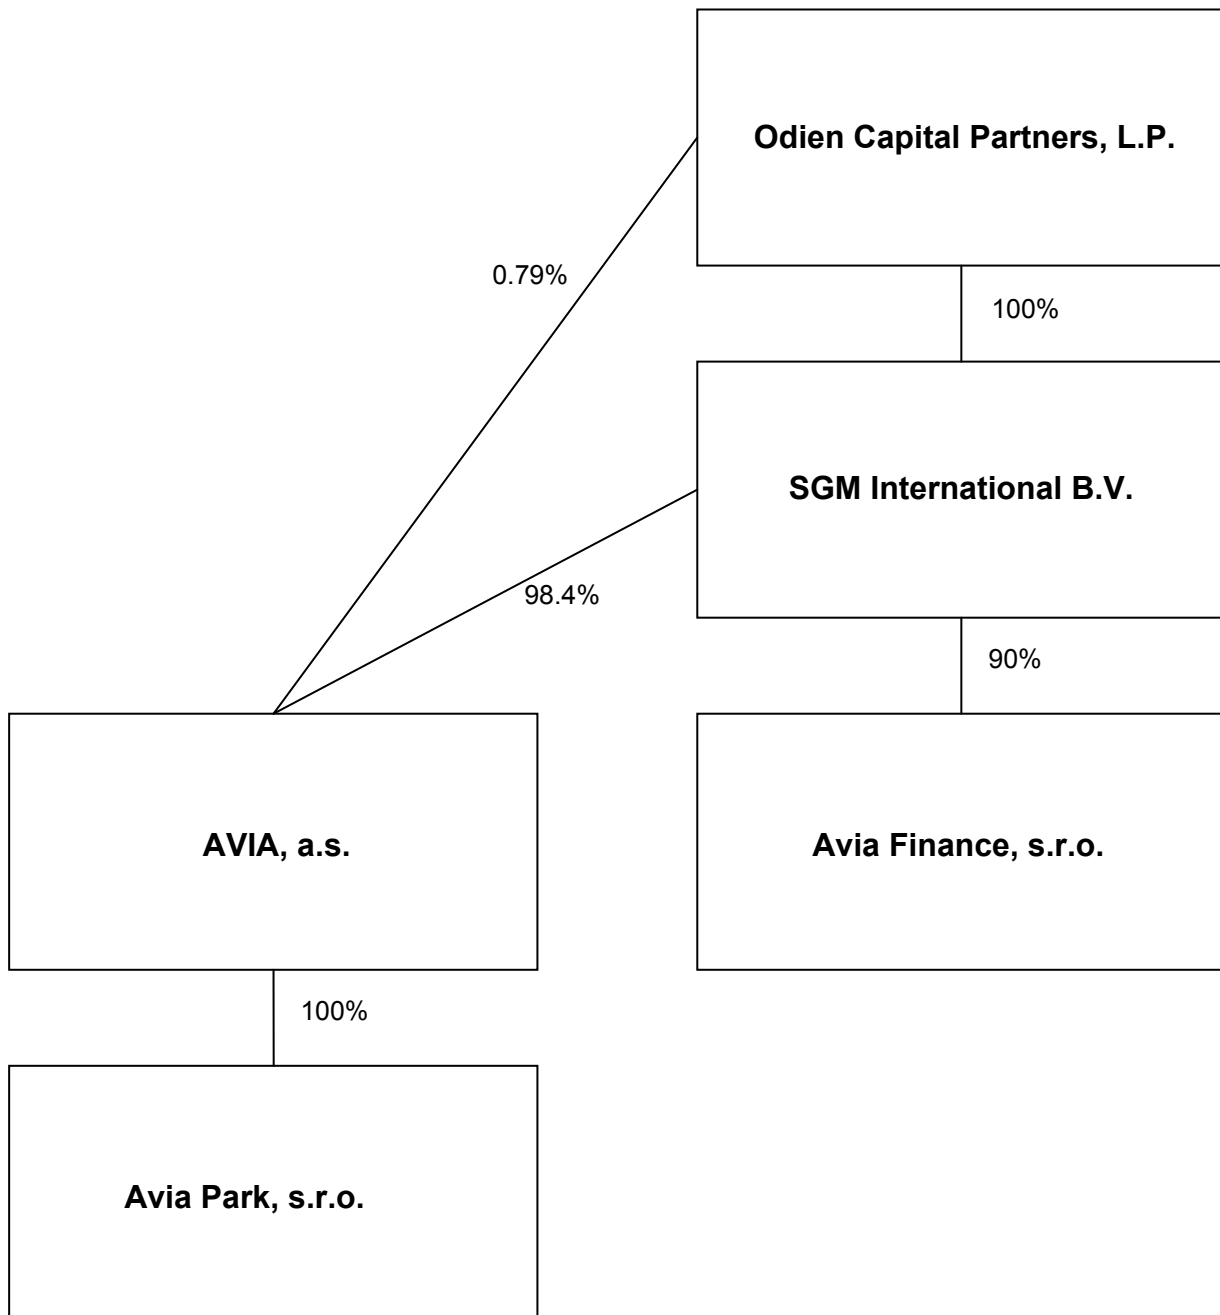 Odien Capital Partners, L.P.
0.79%
100%
SGM International B.V.
98.4%
90%
AVIA, a.s.
Avia Finance, s.r.o.
100%
Avia Park, s.r.o.